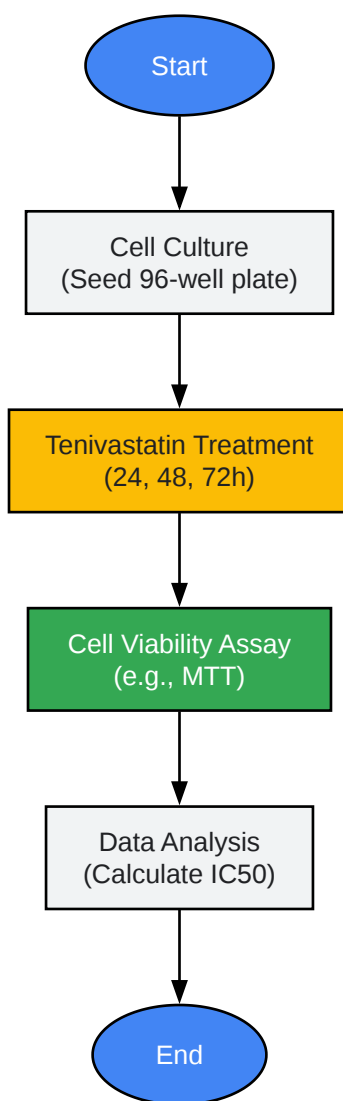 Start
Cell Culture
(Seed 96-well plate)
Tenivastatin Treatment
(24, 48, 72h)
Cell Viability Assay
(e.g., MTT)
Data Analysis
(Calculate IC50)
End